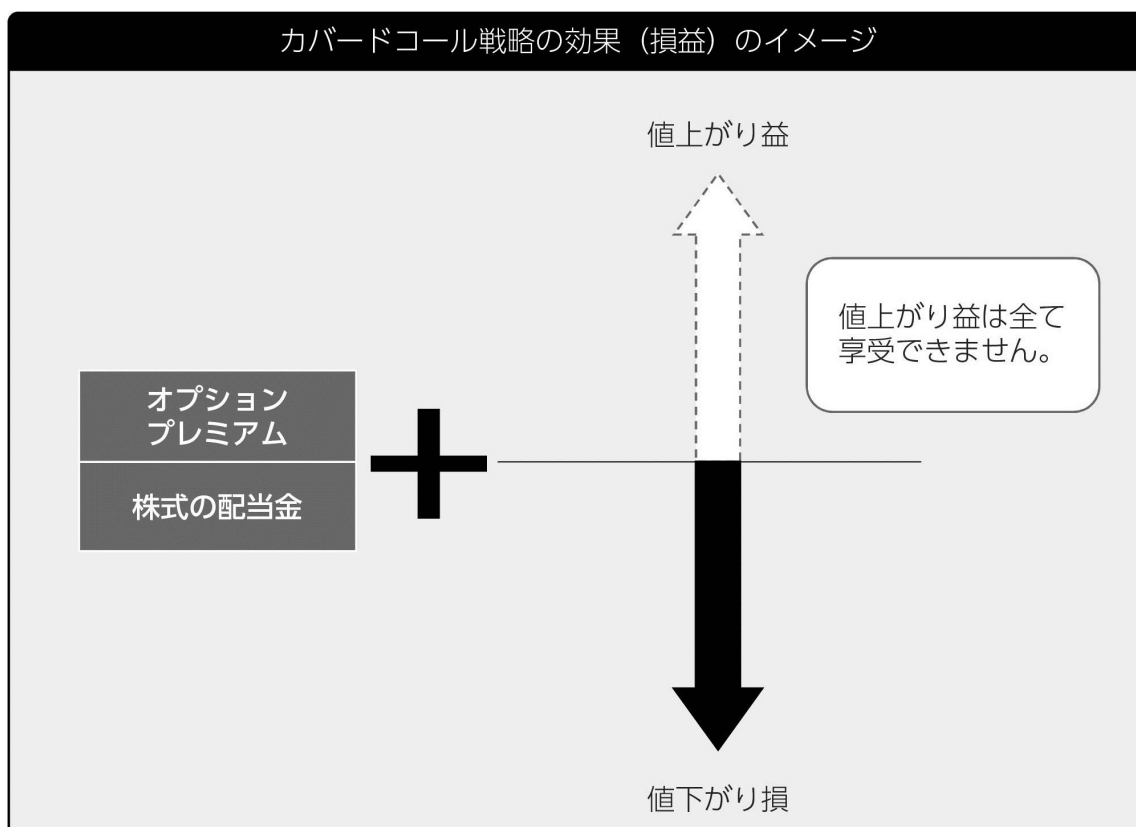 カバードコール戦略の効果（損益）のイメージ
値上がり益
値上がり益は全て
享受できません。
オプション
プレミアム
株式の配当金
値下がり損